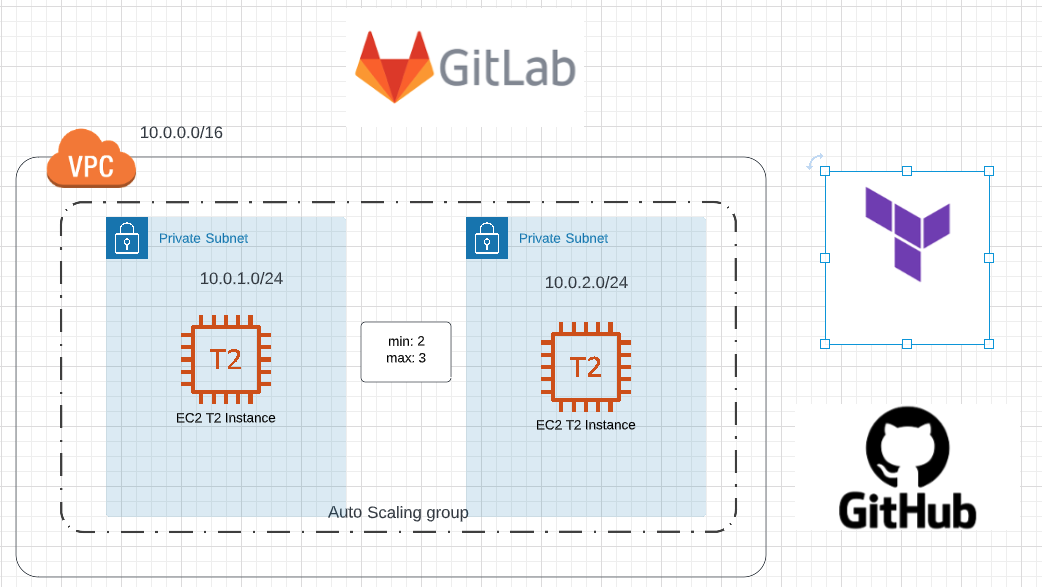 GitLab
10.0.0.0/16
VPC
Private Subnet
Private Subnet
10.0.1.0/24
10.0.2.0/24
min: 2
max: 3
T2
T2
EC2 T2 Instance
EC2 T2 Instance
Auto Scaling group
GitHub